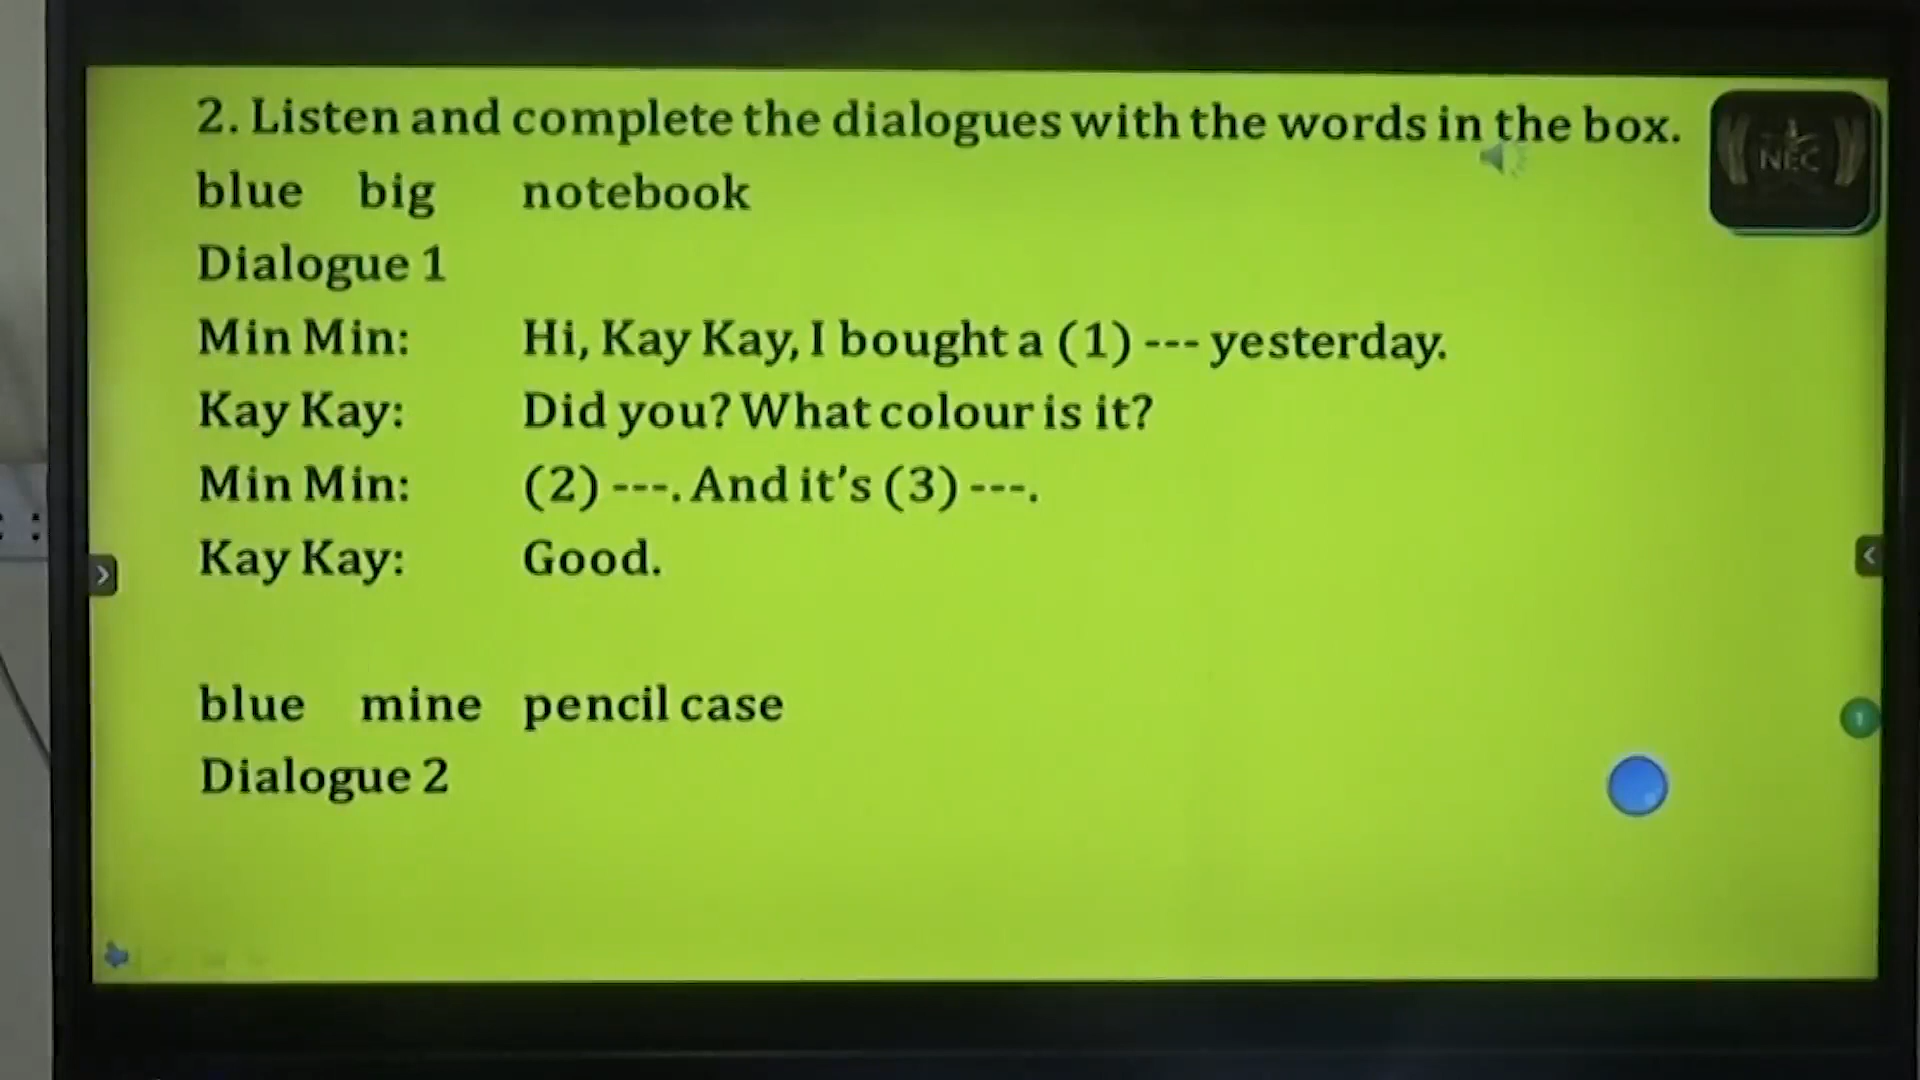 2. Listen and complete the dialogues with the words in the box.
NEC
blue big notebook
Dialogue 1
Min Min: Hi, Kay Kay, I bought a (1) --- yesterday.
Kay Kay: Did you? What colour is it?
Min Min: (2) ---. And it's (3) ---.
Kay Kay: Good.
blue mine pencil case
1
Dialogue 2